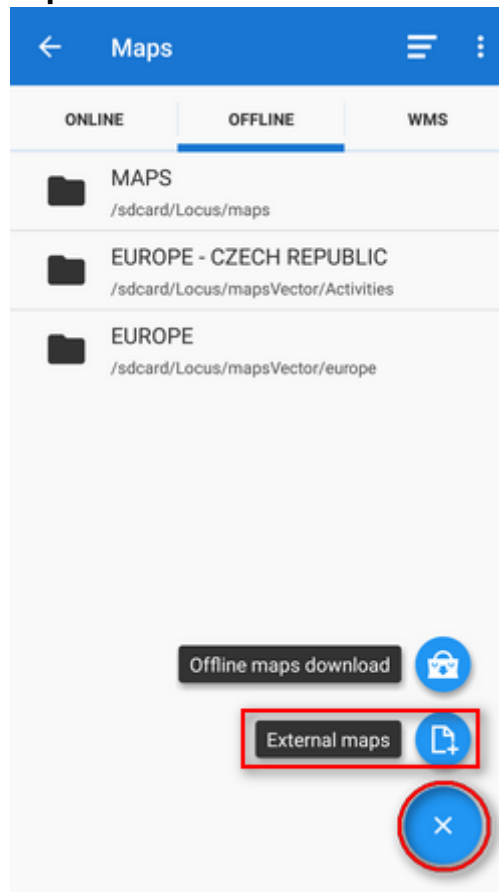 Maps
ONLINE OFFLINE WMS
MAPS
/sdcard/Locus/maps
EUROPE - CZECH REPUBLIC
/sdcard/Locus/mapsVector/Activities
EUROPE
/sdcard/Locus/mapsVector/europe
Offline maps download
External maps